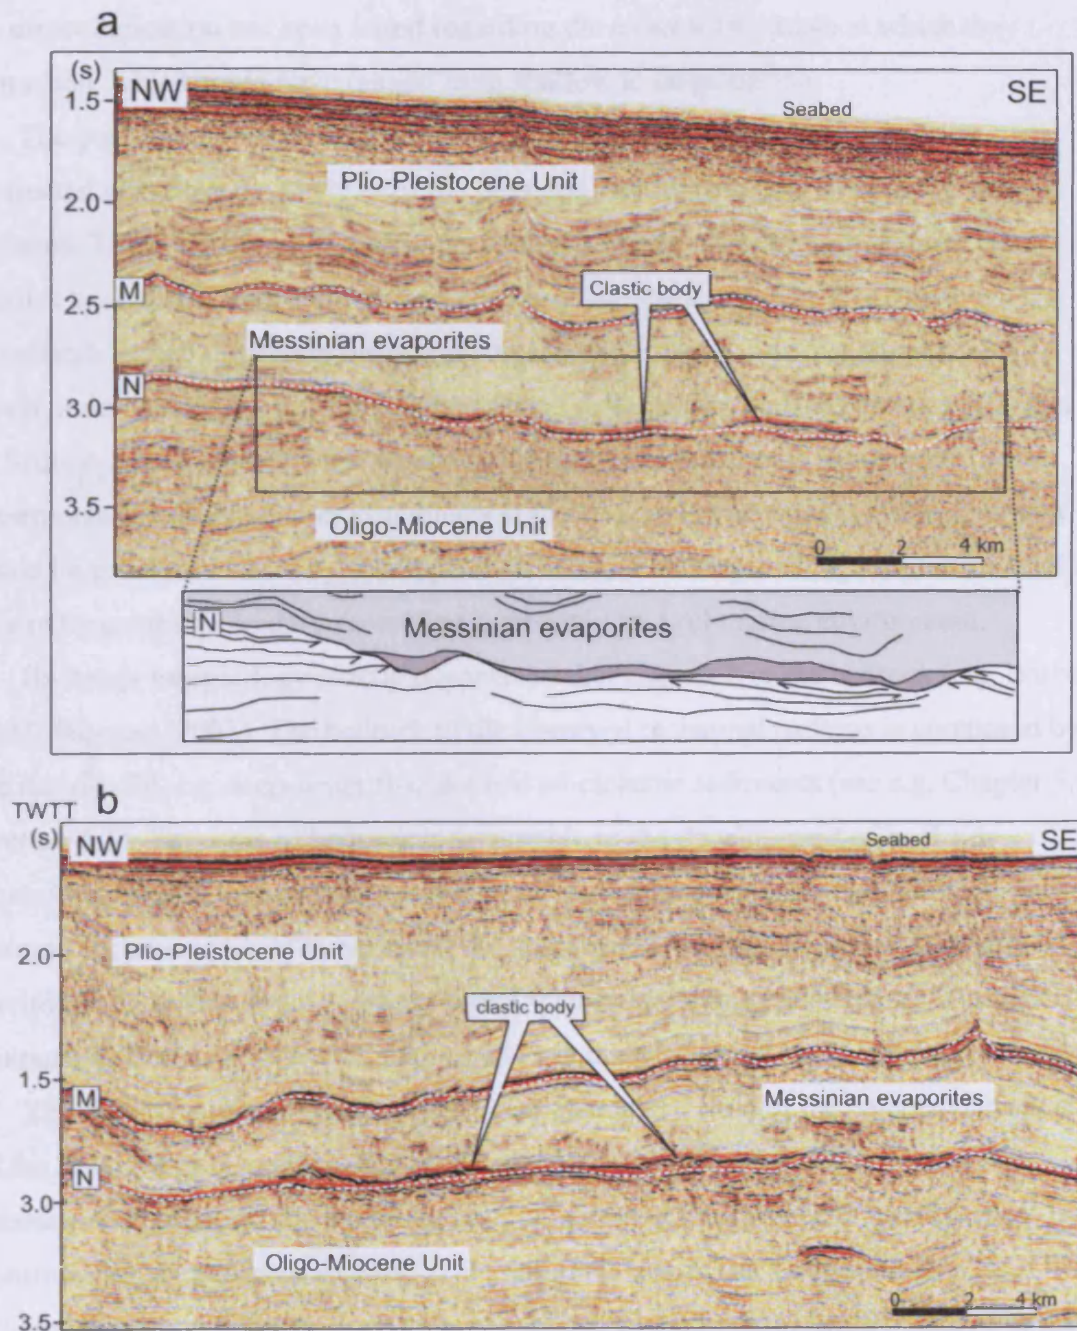 a
(s)
NW
SE
1.5
Seabed
Plio-Pleistocene Unit
2.0
M
Clastic body
2.5
Messinian evaporites
N
3.0
3.5
Oligo-Miocene Unit
0 2 4 km
N
Messinian evaporites
b
TWTT
(s)
NW
Seabed
SE
Plio-Pleistocene Unit
2.0
clastic body
1.5
M
Messinian evaporites
N
3.0
Oligo-Miocene Unit
0 2 4 km
3.5